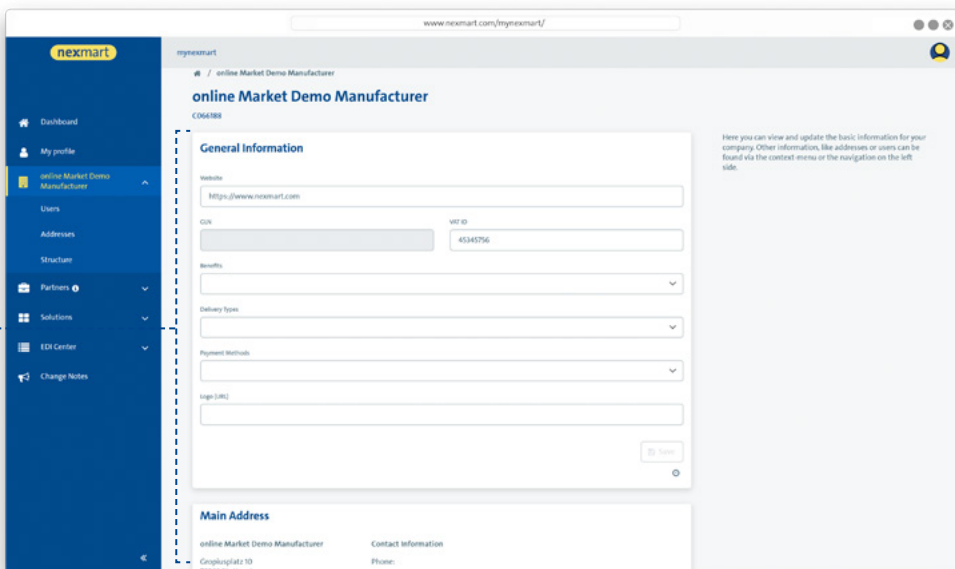 www.nexmart.com/mynexmart/
nexmart
mynexmart
/ online Market Demo Manufacturer
online Market Demo Manufacturer
C066188
Dashboard
My profile
online Market Demo
Manufacturer
Users
Addresses
Structure
Partners
Solutions
EDI Center
Change Notes
General Information
Website
https://www.nexmart.com
GLN
VAT ID
45345756
Benefits
Delivery Types
Payment Methods
Logo (URL)
Save
Here you can view and update the basic information for your
company. Other information, like addresses or users can be
found via the context menu or the navigation on the left
side.
Main Address
online Market Demo Manufacturer
Contact Information
Gropiusplatz 10
Phone: